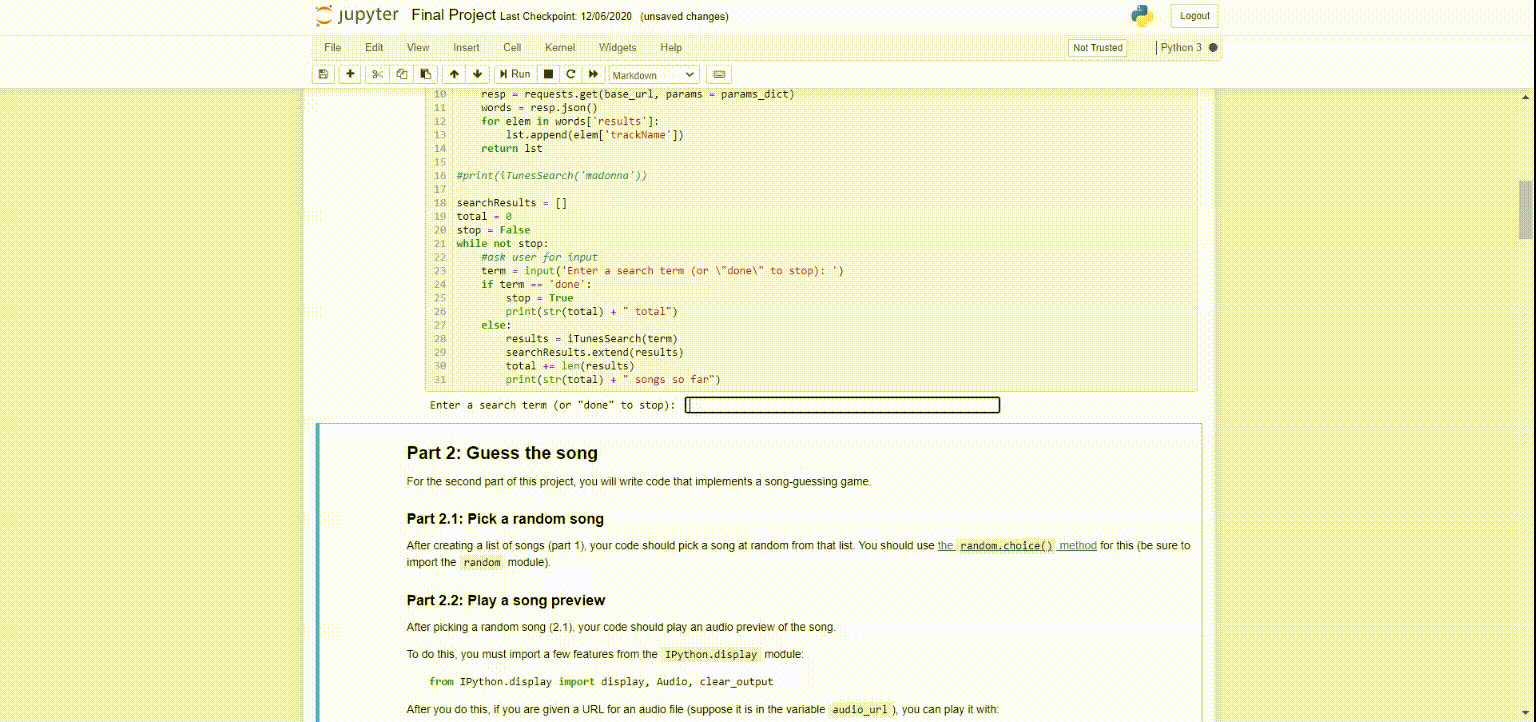 jupyter Final Project Last Checkpoint: 12/06/2020 (unsaved changes) Logout
File Edit View Insert Cell Kernel Widgets Help Not Trusted Python 3
Run Markdown
10 resp = requests.get(base_url, params = params_dict)
11 words = resp.json()
12 for elem in words['results']:
13 lst.append(elem['trackName'])
14 return lst
15
16 #print(iTunesSearch('madonna'))
17
18 searchResults = []
19 total = 0
20 stop = False
21 while not stop:
22 #ask user for input
23 term = input('Enter a search term (or \"done\" to stop): ')
24 if term == 'done':
25 stop = True
26 print(str(total) + " total")
27 else:
28 results = iTunesSearch(term)
29 searchResults.extend(results)
30 total += len(results)
31 print(str(total) + " songs so far")
Enter a search term (or "done" to stop):
Part 2: Guess the song
For the second part of this project, you will write code that implements a song-guessing game.
Part 2.1: Pick a random song
After creating a list of songs (part 1), your code should pick a song at random from that list. You should use the random.choice() method for this (be sure to
import the random module).
Part 2.2: Play a song preview
After picking a random song (2.1), your code should play an audio preview of the song.
To do this, you must import a few features from the IPython.display module:
from IPython.display import display, Audio, clear_output
After you do this, if you are given a URL for an audio file (suppose it is in the variable audio_url ), you can play it with: